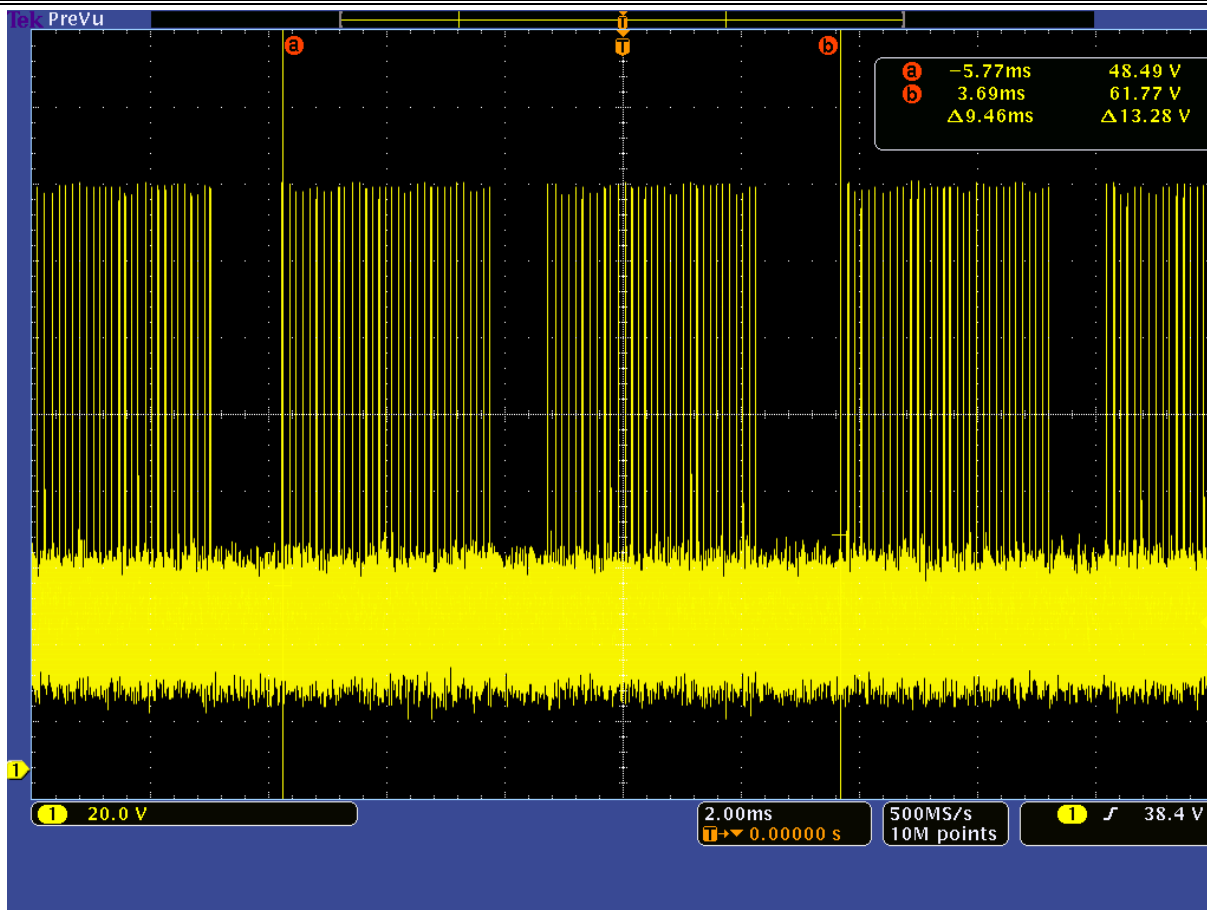 Tek PreVu
T
a T b
a −5.77ms 48.49 V
b 3.69ms 61.77 V
Δ9.46ms Δ13.28 V
1
1 20.0 V
2.00ms
T→▼ 0.00000 s
500MS/s
10M points
1 38.4 V